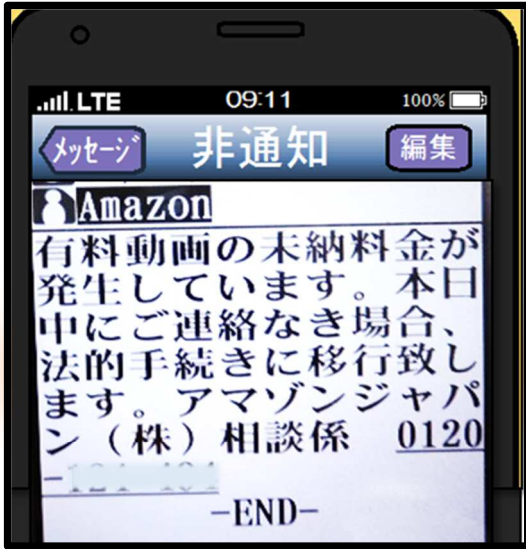 LTE 09:11 100%
メッセージ 非通知 編集
Amazon
有料動画の未納料金が
発生しています。本日
中にご連絡なき場合、
法的手続きに移行致し
ます。アマゾンジャパ
ン（株）相談係 0120
-
-END-